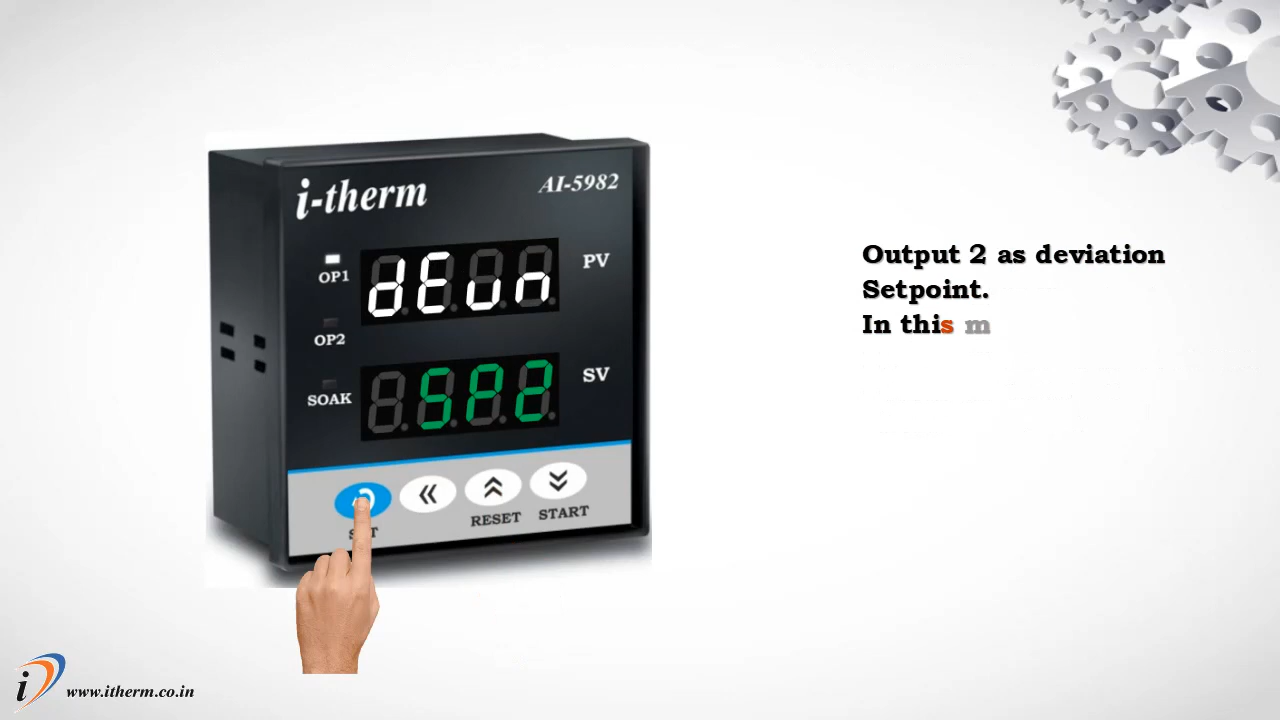 i-therm
AI-5982
OP1
dEvn
PV
OP2
SP2
SV
SOAK
RESET
START
Output 2 as deviation
Setpoint.
In this m
i
www.itherm.co.in